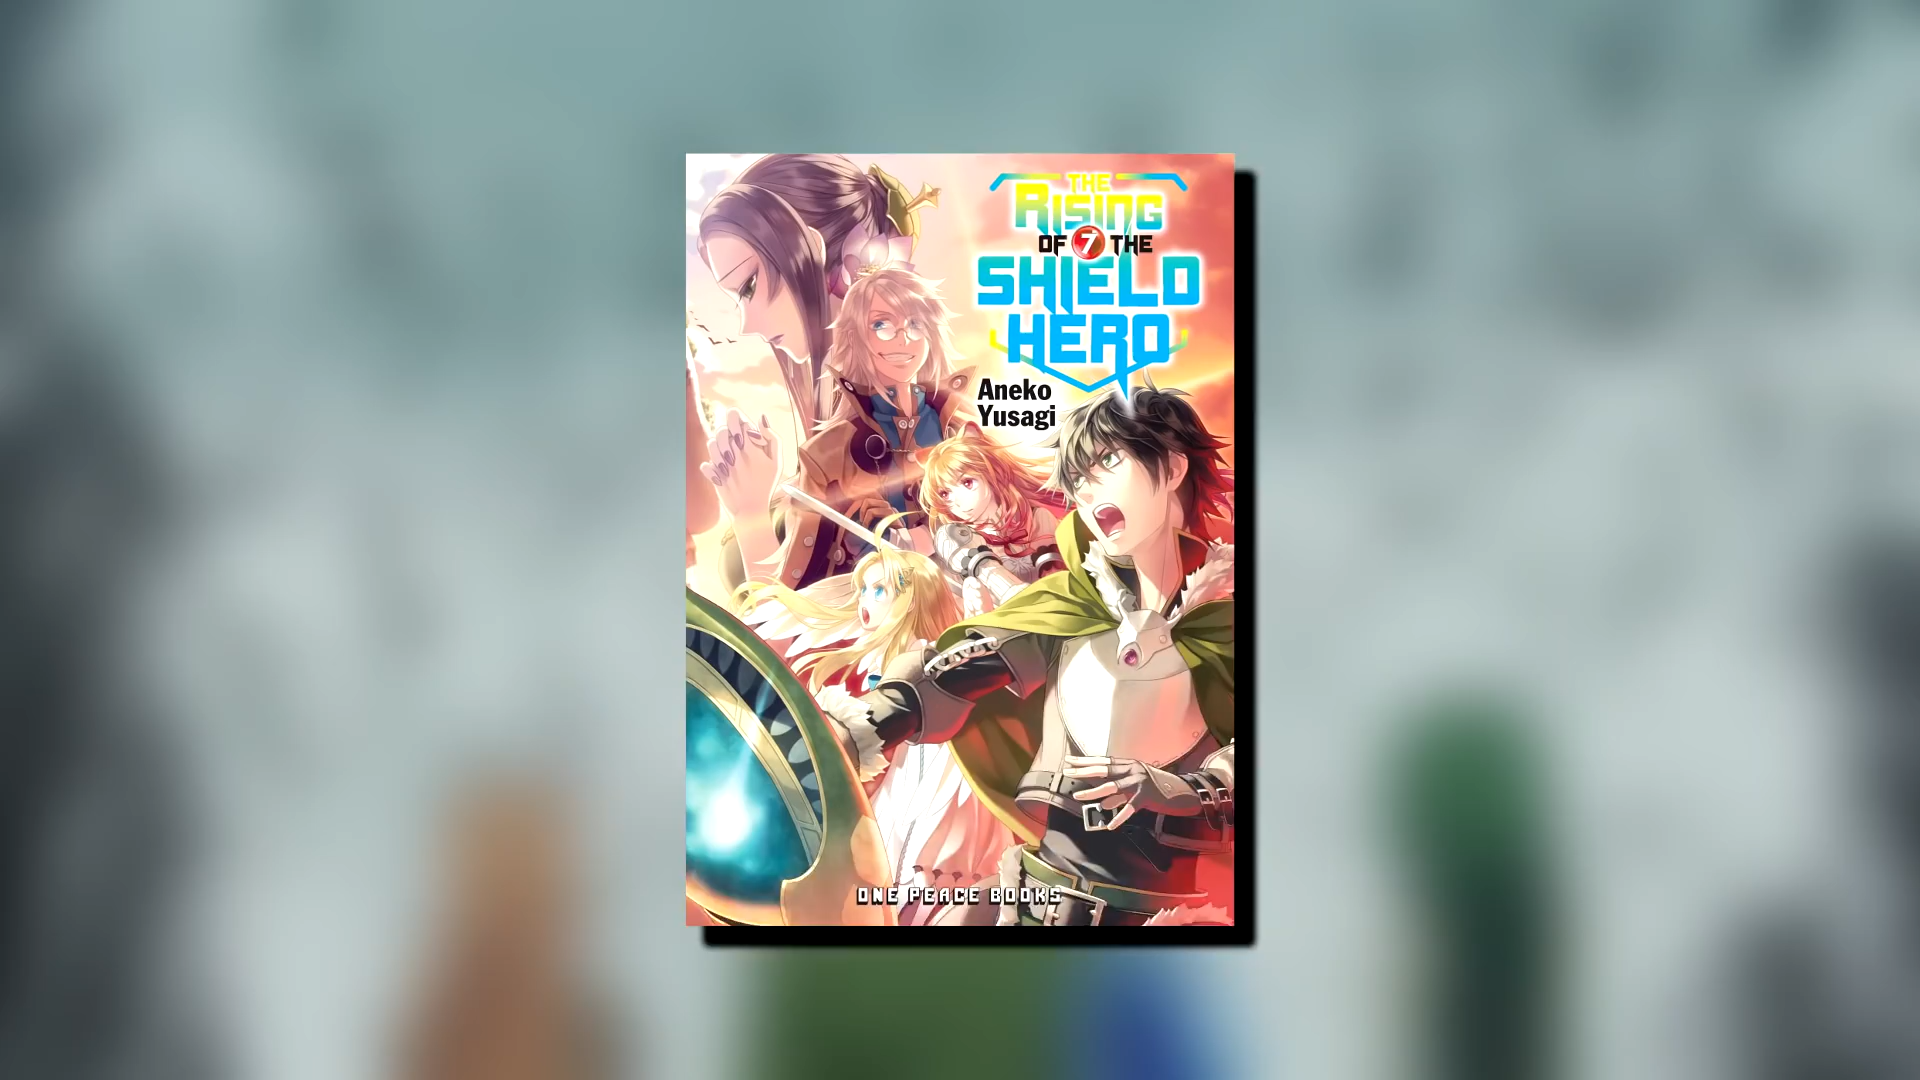 THE
RISING
OF 7 THE
SHIELD
HERO
Aneko
Yusagi
ONE PEACE BOOKS